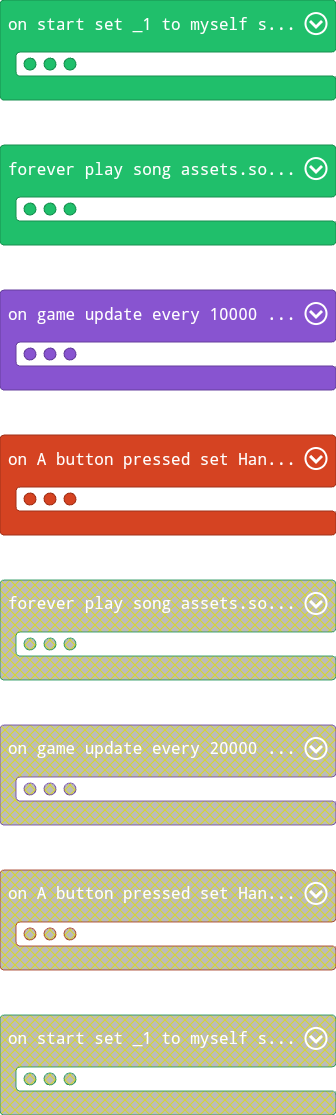 on start set _1 to myself s...
forever play song assets.so...
on game update every 10000 ...
on A button pressed set Han...
forever play song assets.so...
on game update every 20000 ...
on A button pressed set Han...
on start set _1 to myself s...